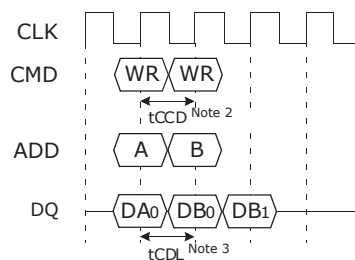 CLK
CMD WR WR
tCCD Note 2
ADD A B
DQ DA0 DB0 DB1
tCDL Note 3